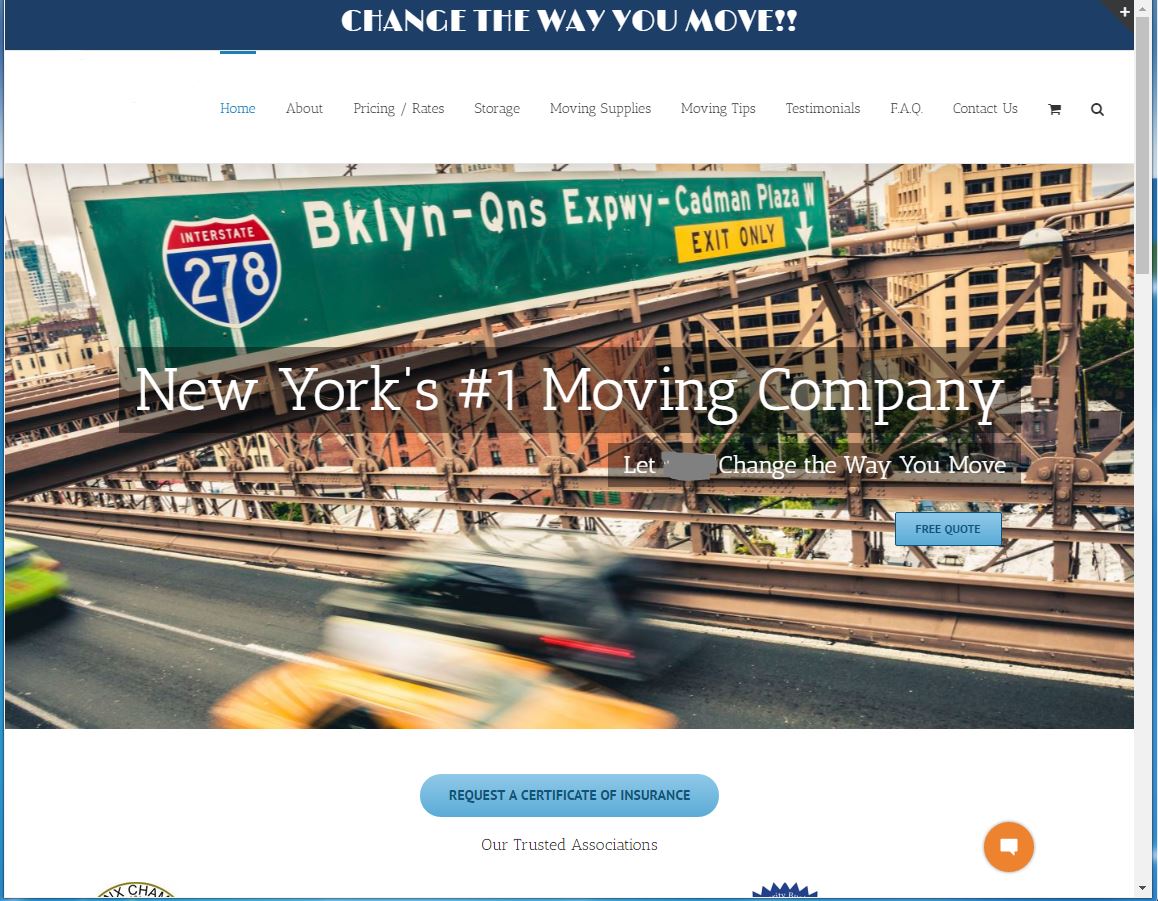 CHANGE THE WAY YOU MOVE!!
Home About Pricing / Rates Storage Moving Supplies Moving Tips Testimonials F.A.Q. Contact Us
Bklyn-Qns Expwy-Cadman Plaza W
INTERSTATE
278
EXIT ONLY
New York's #1 Moving Company
Let Change the Way You Move
FREE QUOTE
REQUEST A CERTIFICATE OF INSURANCE
Our Trusted Associations